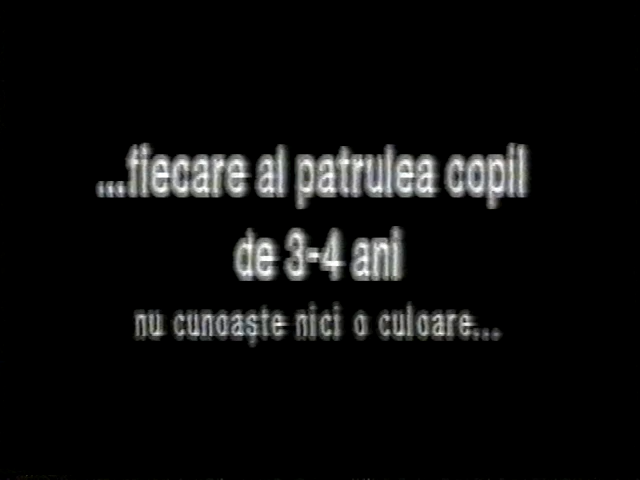 ...fiecare al patrulea copil
de 3-4 ani
nu cunoaște nici o culoare...